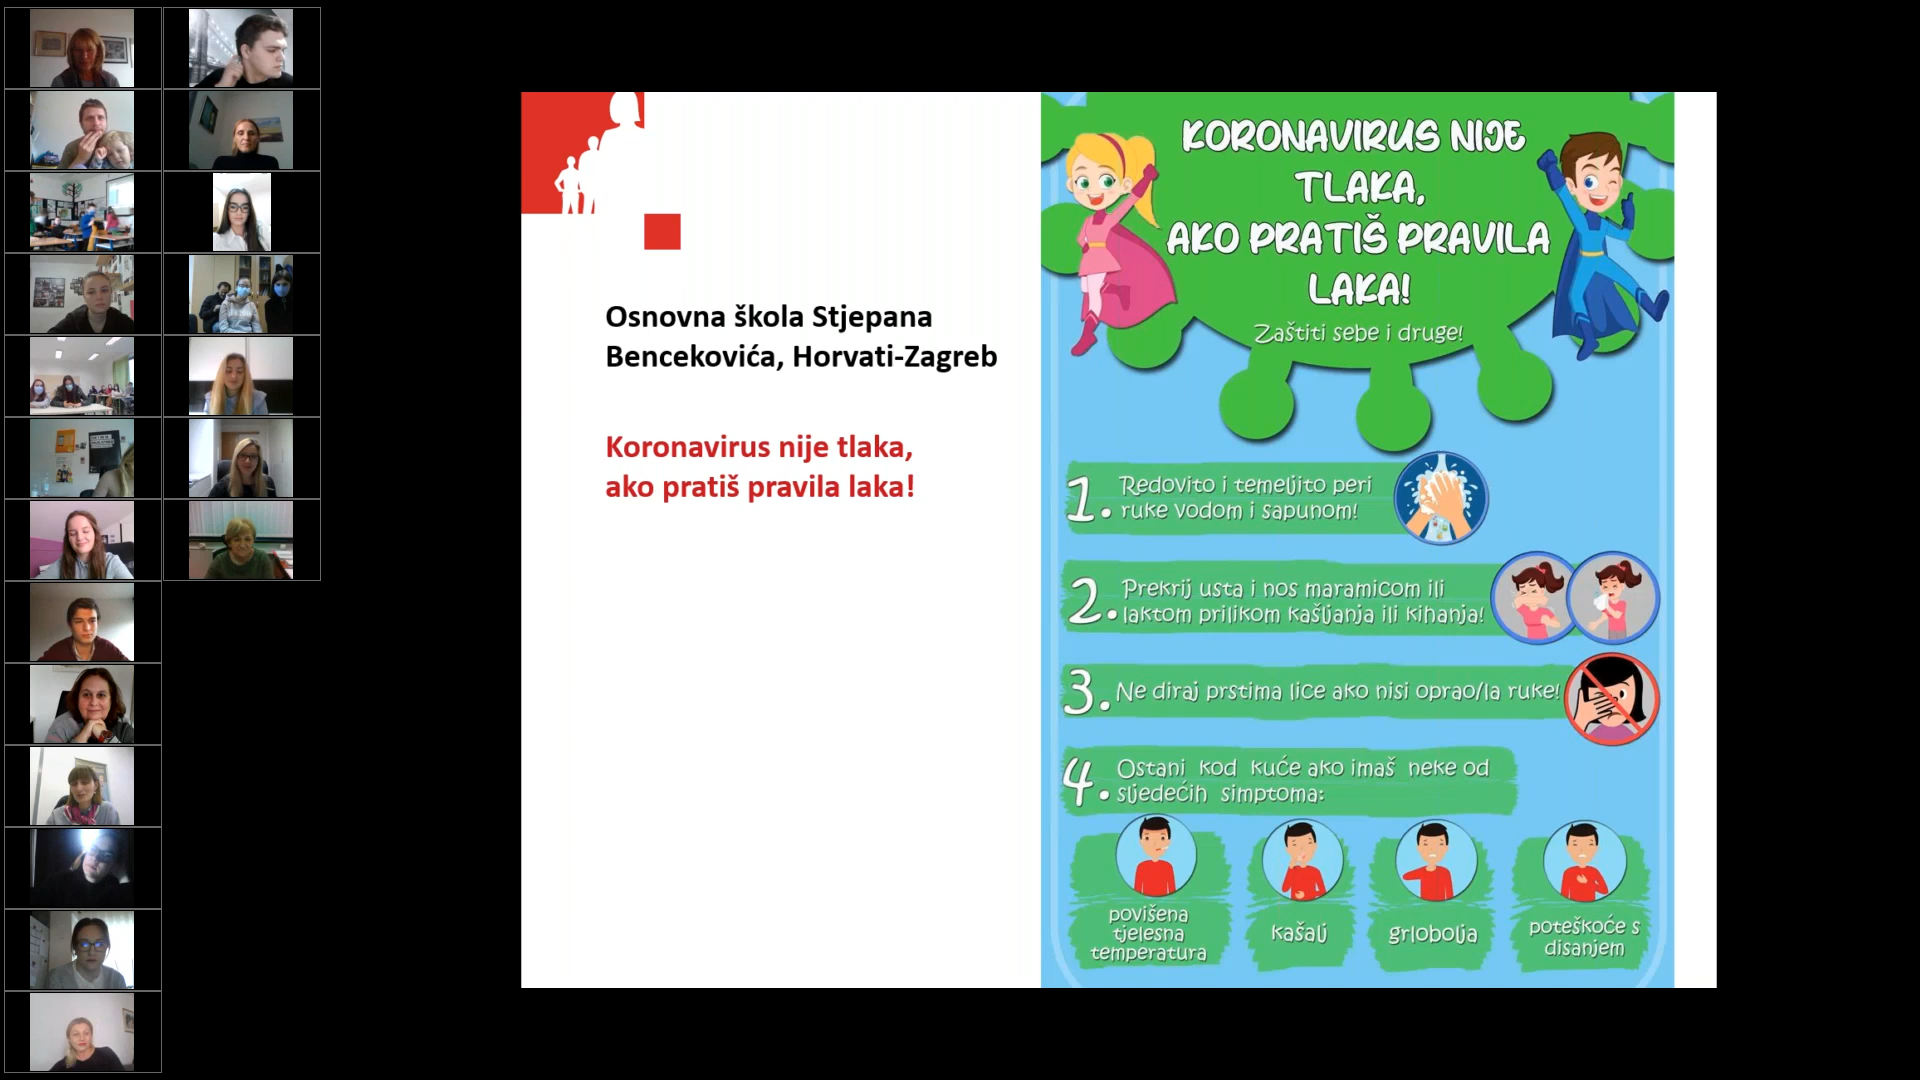 Osnovna škola Stjepana
Bencekovića, Horvati-Zagreb
Koronavirus nije tlaka,
ako pratiš pravila laka!
KORONAVIRUS NIJE
TLAKA,
AKO PRATIŠ PRAVILA
LAKA!
Zaštiti sebe i druge!
1. Redovito i temeljito peri
ruke vodom i sapunom!
2. Prekrij usta i nos maramicom ili
laktom prilikom kašljanja ili kihanja!
3. Ne diraj prstima lice ako nisi oprao/la ruke!
4. Ostani kod kuće ako imaš neke od
sljedećih simptoma:
povišena
tjelesna
temperatura
kašalj
grlobolja
poteškoće s
disanjem